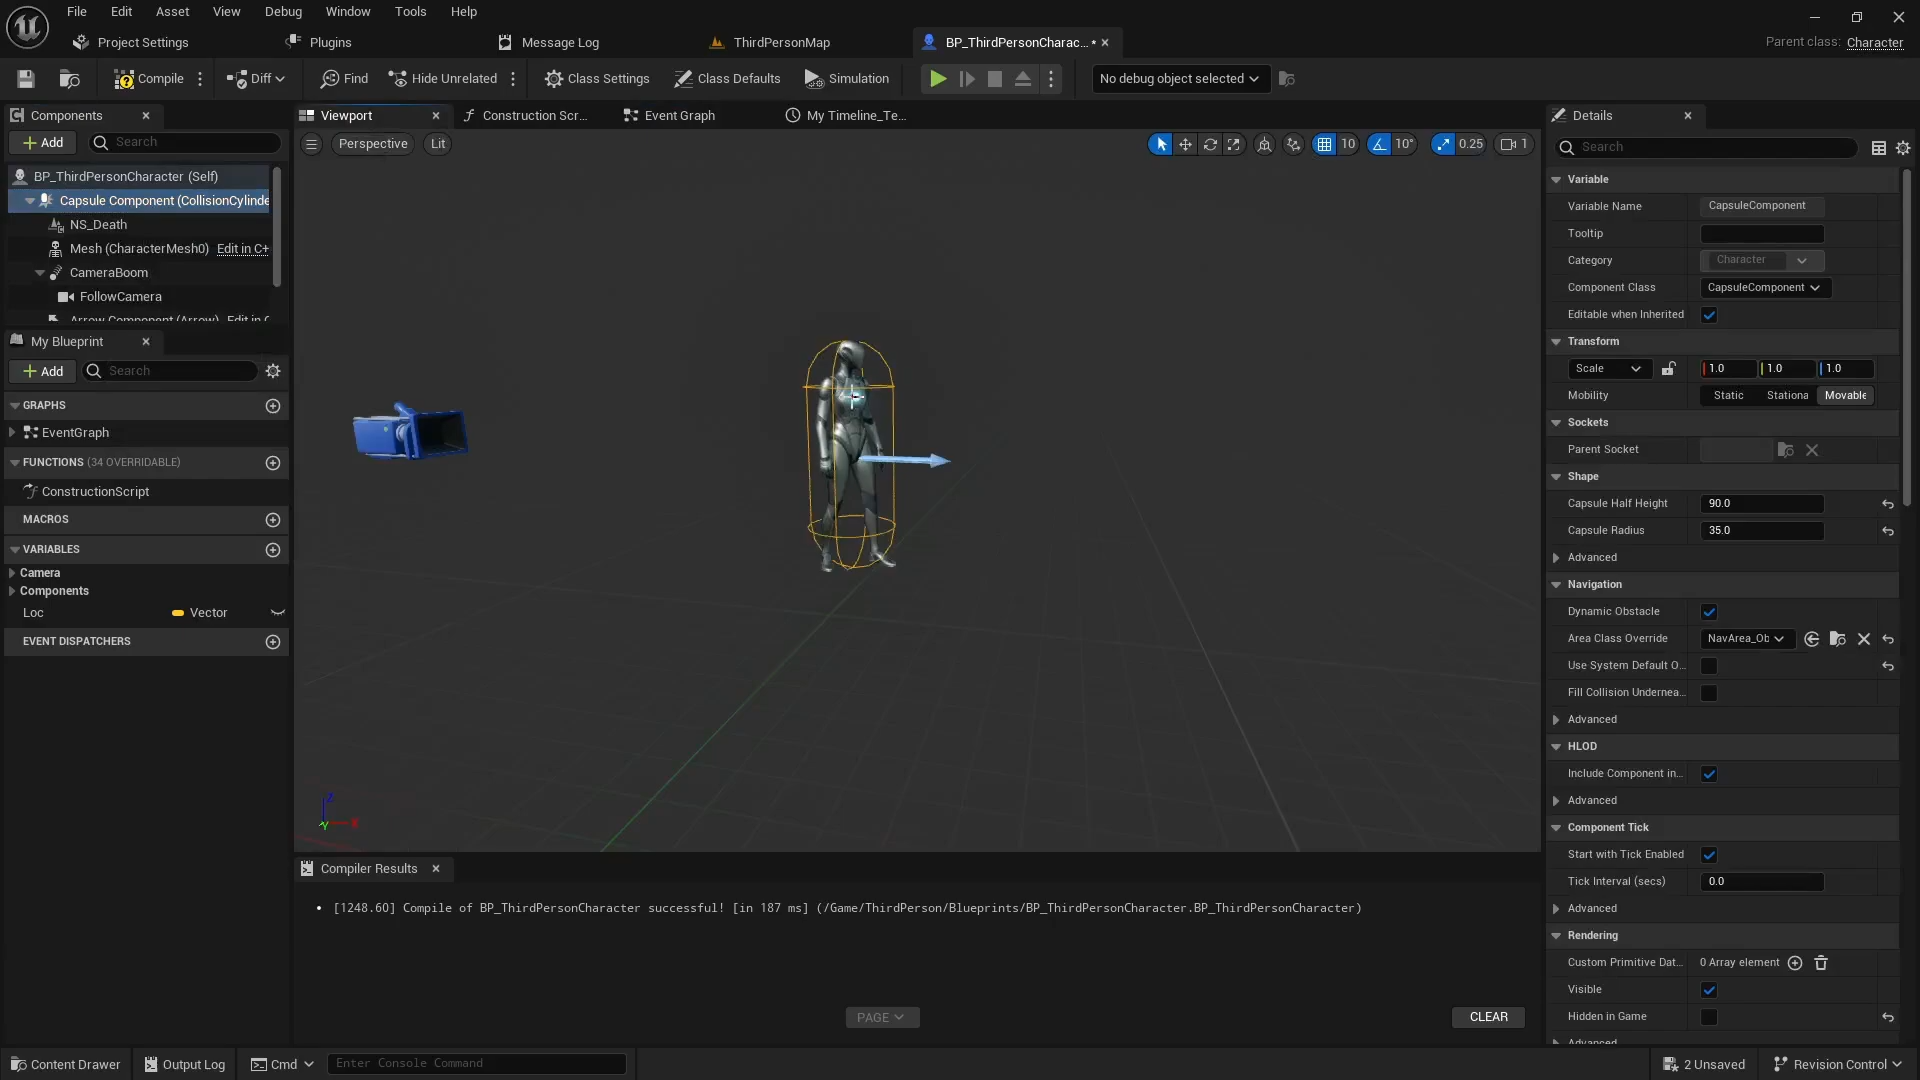 File Edit Asset View Debug Window Tools Help
Project Settings Plugins Message Log ThirdPersonMap BP_ThirdPersonCharac... • × Parent class: Character
Compile Diff Find Hide Unrelated Class Settings Class Defaults Simulation No debug object selected
Components
Add Search
BP_ThirdPersonCharacter (Self)
Capsule Component (CollisionCylinde
NS_Death
Mesh (CharacterMesh0) Edit in C+
CameraBoom
FollowCamera
Arrow Component (Arrow) Edit in C
My Blueprint
Add Search
GRAPHS
EventGraph
FUNCTIONS (34 OVERRIDABLE)
ConstructionScript
MACROS
VARIABLES
Camera
Components
Loc Vector
EVENT DISPATCHERS
Viewport Construction Scr... Event Graph My Timeline_Te...
Perspective Lit 10 10° 0.25 1
Z
Y X
Compiler Results
• [1248.60] Compile of BP_ThirdPersonCharacter successful! [in 187 ms] (/Game/ThirdPerson/Blueprints/BP_ThirdPersonCharacter.BP_ThirdPersonCharacter)
PAGE CLEAR
Details
Search
Variable
Variable Name CapsuleComponent
Tooltip
Category Character
Component Class CapsuleComponent
Editable when Inherited
Transform
Scale 1.0 1.0 1.0
Mobility Static Stationa Movable
Sockets
Parent Socket
Shape
Capsule Half Height 90.0
Capsule Radius 35.0
Advanced
Navigation
Dynamic Obstacle
Area Class Override NavArea_Ob
Use System Default O...
Fill Collision Undernea...
Advanced
HLOD
Include Component in...
Advanced
Component Tick
Start with Tick Enabled
Tick Interval (secs) 0.0
Advanced
Rendering
Custom Primitive Dat... 0 Array element
Visible
Hidden in Game
Advanced
Content Drawer Output Log Cmd Enter Console Command 2 Unsaved Revision Control